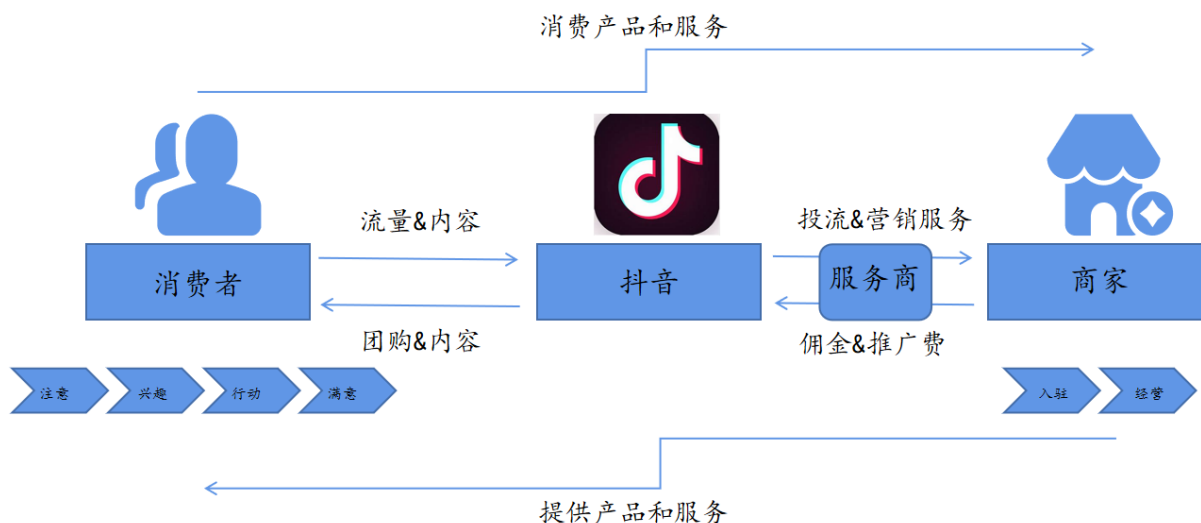 消费产品和服务
流量&内容
投流&营销服务
消费者
抖音
服务商
商家
团购&内容
佣金&推广费
注意
兴趣
行动
满意
入驻
经营
提供产品和服务